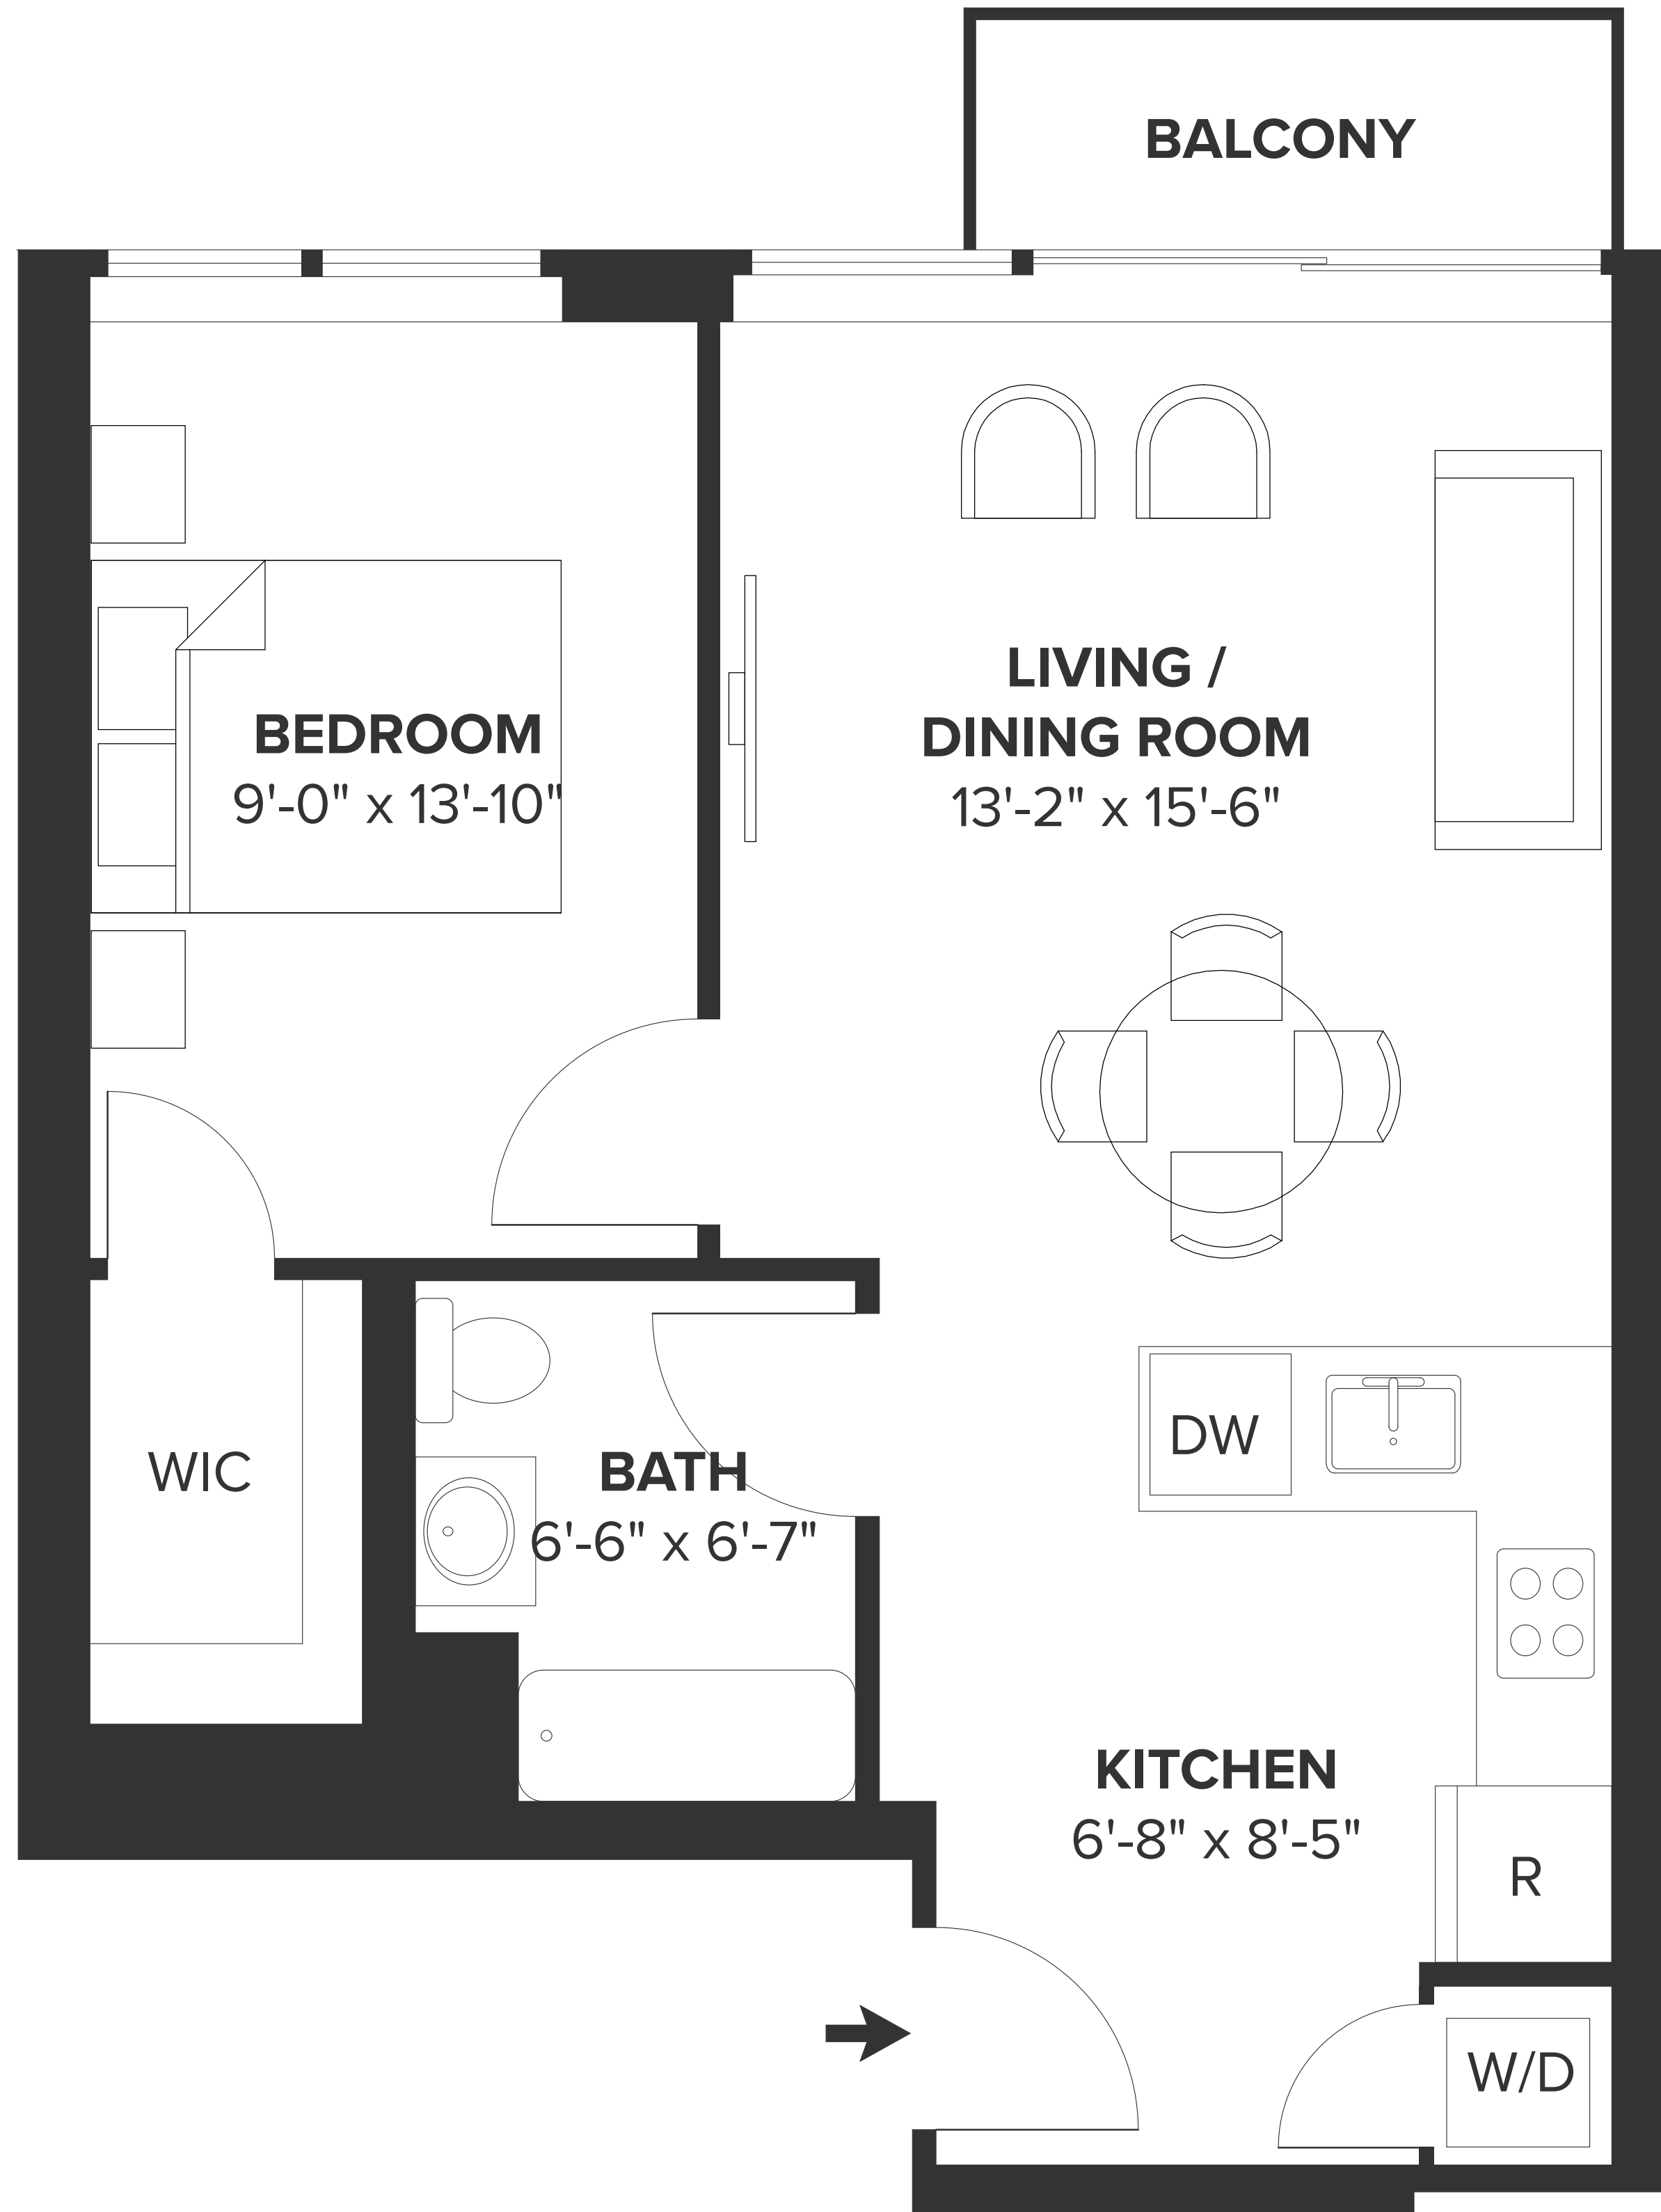 BALCONY
LIVING /
DINING ROOM
13'-2" x 15'-6"
BEDROOM
9'-0" x 13'-10"
DW
WIC
BATH
6'-6" x 6'-7"
KITCHEN
6'-8" x 8'-5"
R
W/D